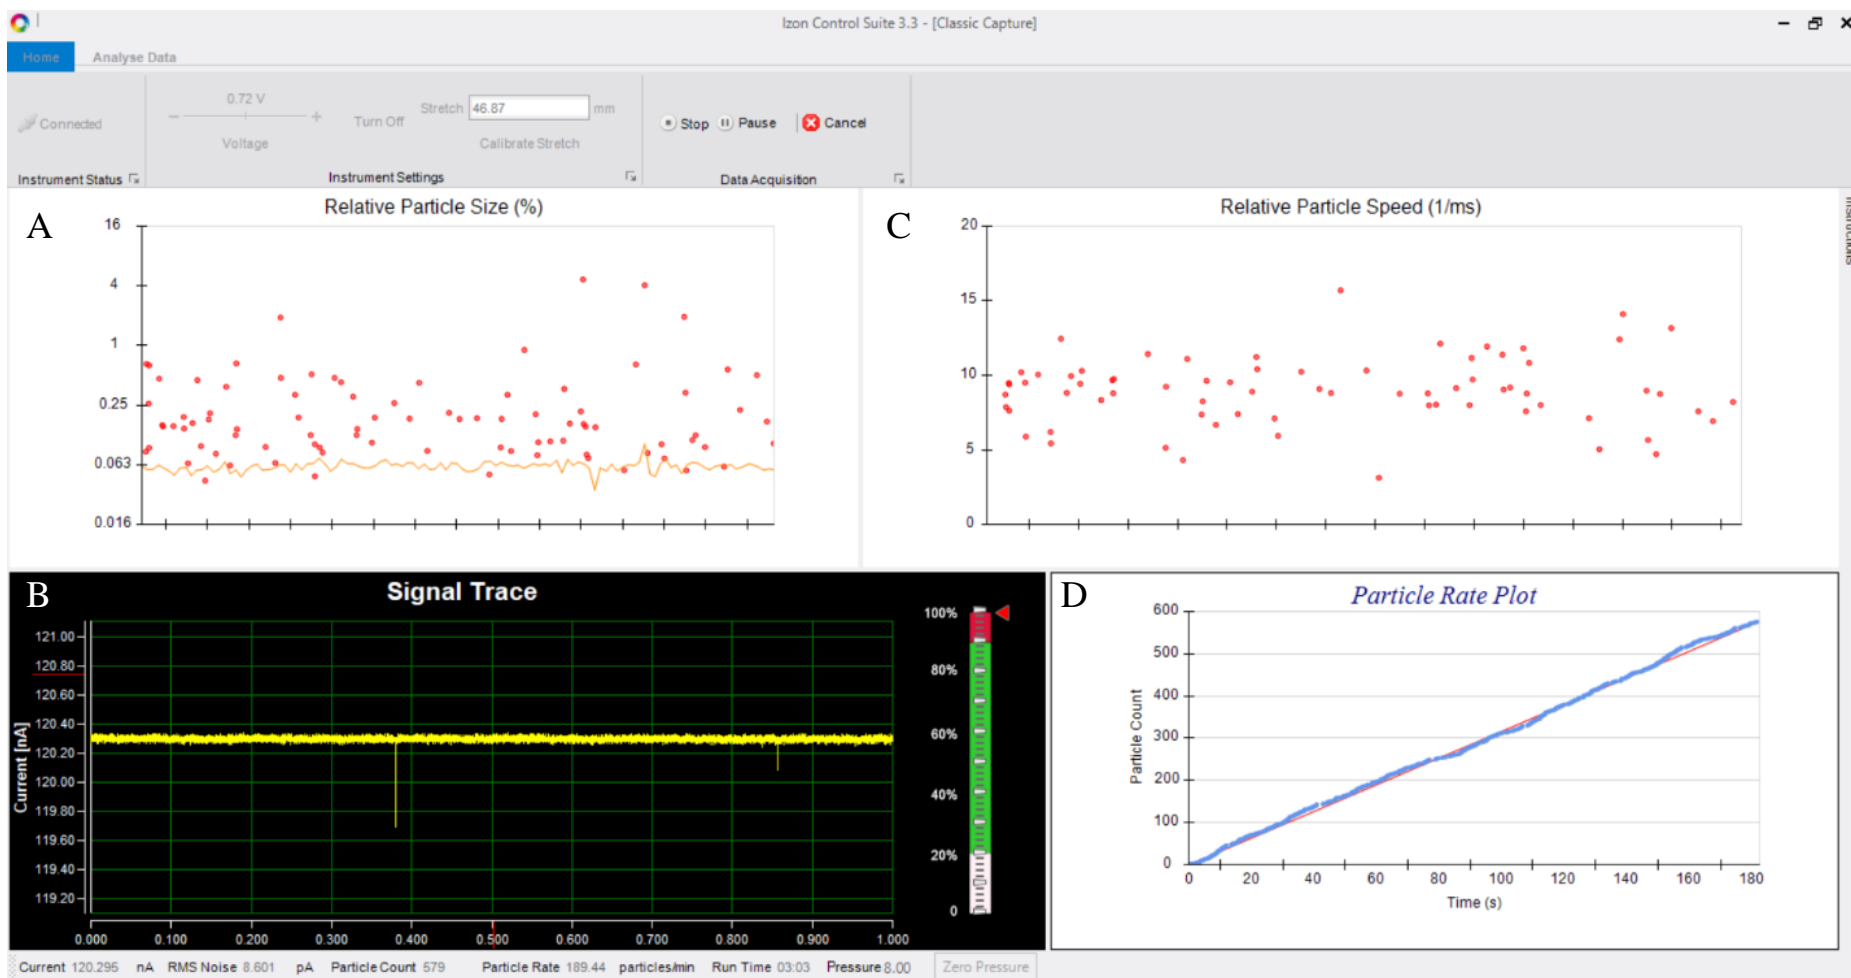 Izon Control Suite 3.3 - [Classic Capture]
Home Analyse Data
Connected
0.72 V
Voltage
Turn Off
Stretch 46.87 mm
Calibrate Stretch
Stop Pause Cancel
Instrument Status Instrument Settings Data Acquisition
Instructions
A
Relative Particle Size (%)
16
4
1
0.25
0.063
0.016
C
Relative Particle Speed (1/ms)
20
15
10
5
0
B
Signal Trace
Current [nA]
121.00
120.80
120.60
120.40
120.20
120.00
119.80
119.60
119.40
119.20
0.000 0.100 0.200 0.300 0.400 0.500 0.600 0.700 0.800 0.900 1.000
100%
80%
60%
40%
20%
0
D
Particle Rate Plot
Particle Count
600
500
400
300
200
100
0
0 20 40 60 80 100 120 140 160 180
Time (s)
Current 120.295 nA RMS Noise 8.601 pA Particle Count 579 Particle Rate 189.44 particles/min Run Time 03:03 Pressure 8.00 Zero Pressure